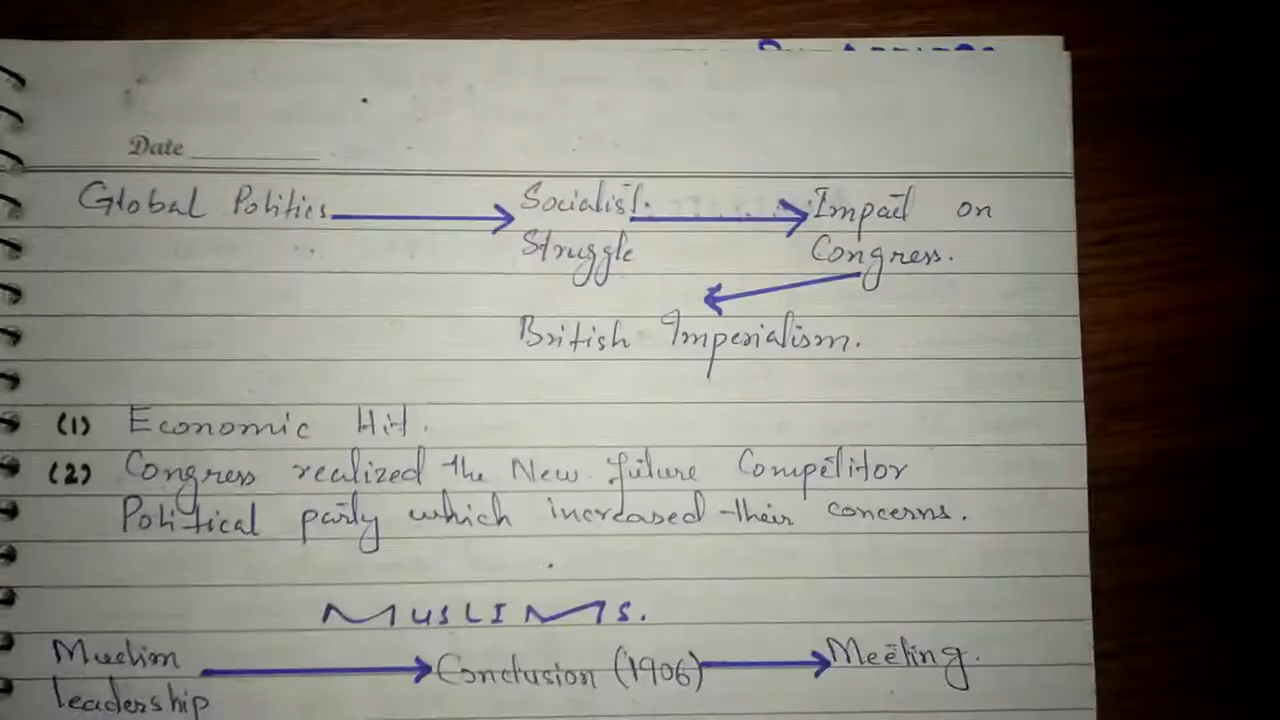 Date
Global Politics → Socialist → Impact on
Struggle Congress.
British Imperialism.
(1) Economic Hit.
(2) Congress realized the New future Competitor
Political party which increased their concerns.
MUSLIMS.
Muslim → Conclusion (1906) → Meeting.
leadership